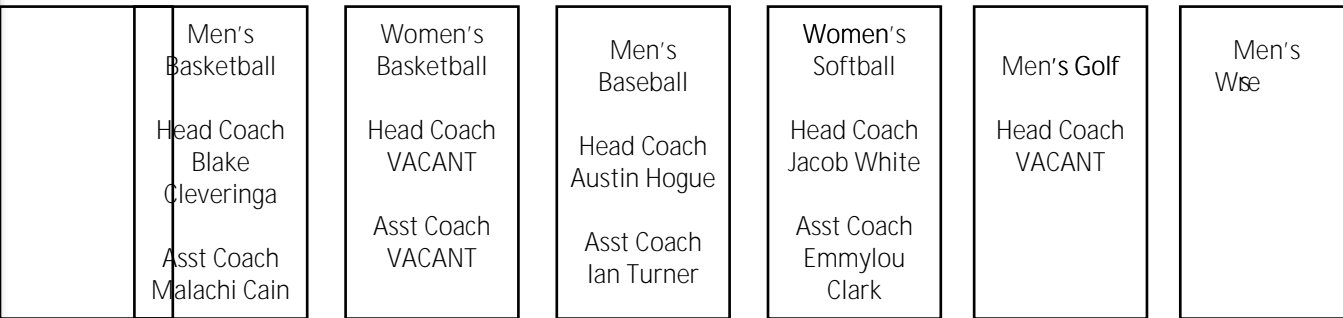 Men's
Basketball
Head Coach
Blake
Cleveringa
Asst Coach
Malachi Cain
Women's
Basketball
Head Coach
VACANT
Asst Coach
VACANT
Men's
Baseball
Head Coach
Austin Hogue
Asst Coach
Ian Turner
Women's
Softball
Head Coach
Jacob White
Asst Coach
Emmylou
Clark
Men's Golf
Head Coach
VACANT
Men's